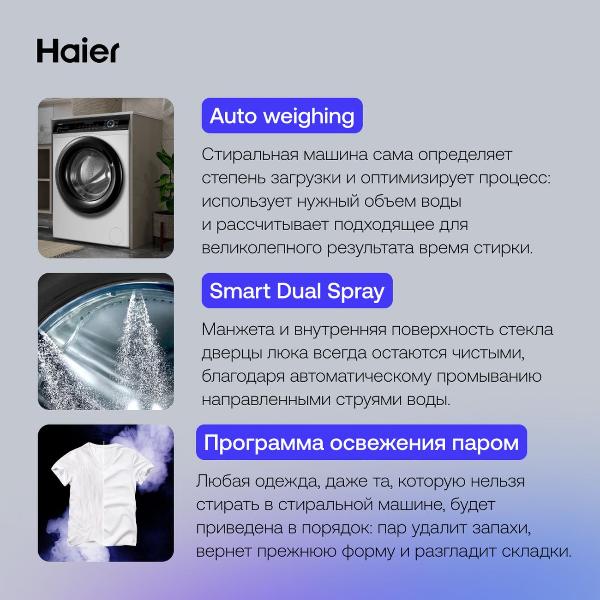 Haier
Auto weighing
Стиральная машина сама определяет
степень загрузки и оптимизирует процесс:
использует нужный объем воды
и рассчитывает подходящее для
великолепного результата время стирки.
Smart Dual Spray
Манжета и внутренняя поверхность стекла
дверцы люка всегда остаются чистыми,
благодаря автоматическому промыванию
направленными струями воды.
Программа освежения паром
Любая одежда, даже та, которую нельзя
стирать в стиральной машине, будет
приведена в порядок: пар удалит запахи,
вернет прежнюю форму и разгладит складки.